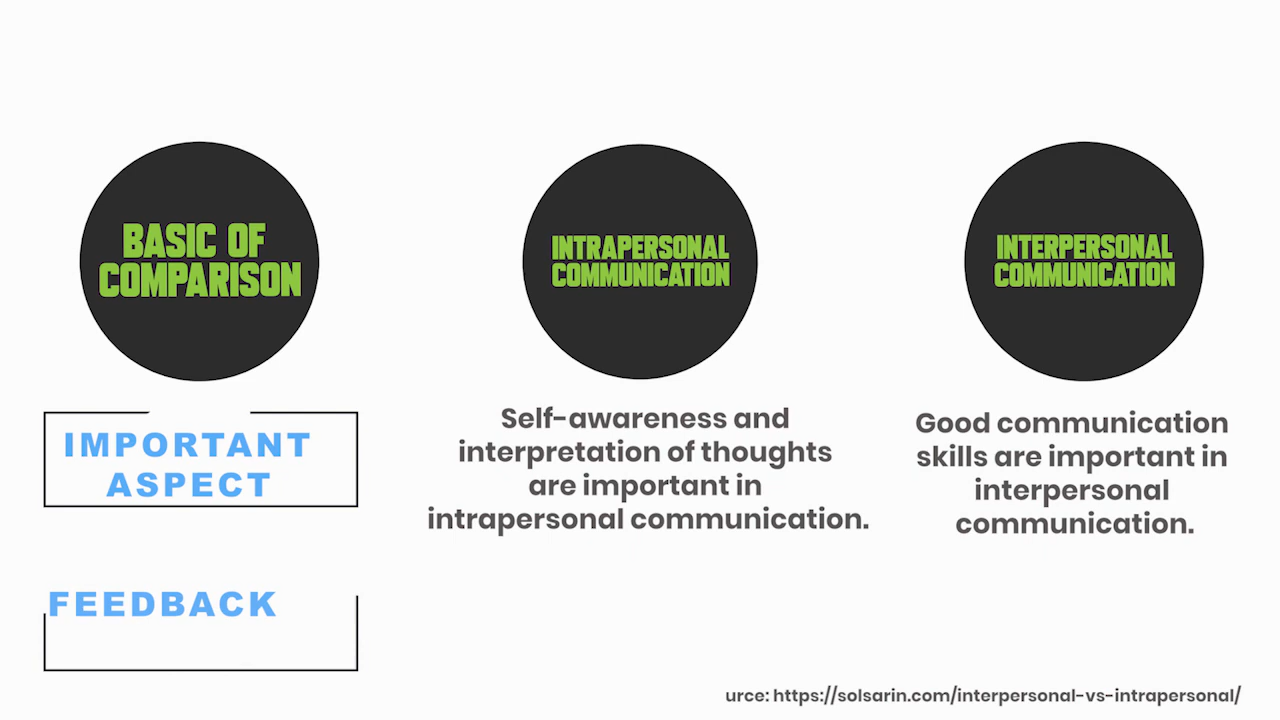 BASIC OF
COMPARISON
INTRAPERSONAL
COMMUNICATION
INTERPERSONAL
COMMUNICATION
IMPORTANT
ASPECT
Self-awareness and
interpretation of thoughts
are important in
intrapersonal communication.
Good communication
skills are important in
interpersonal
communication.
FEEDBACK
urce: https://solsarin.com/interpersonal-vs-intrapersonal/